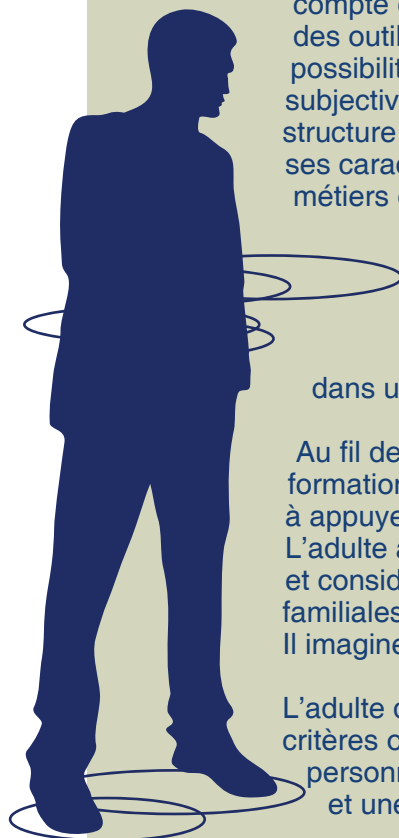 compte
des outil
possibilit
subjectiv
structure
ses carac
métiers
dans u
Au fil de
formation
à appuye
L’adulte a
et consid
familiales
Il imagine
L’adulte
critères o
personn
et une